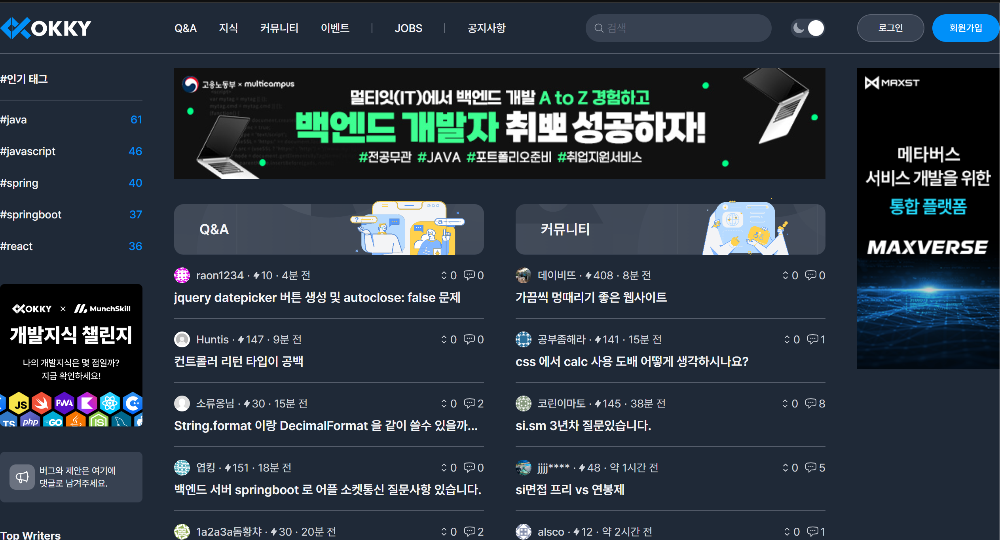 OKKY
Q&A
지식
커뮤니티
이벤트
JOBS
공지사항
검색
로그인
회원가입
#인기 태그
#java 61
#javascript 46
#spring 40
#springboot 37
#react 36
OKKY × MunchSkill
개발지식 챌린지
나의 개발지식은 몇 점일까?
지금 확인하세요!
JS
PWA
C++
TS
php
GO
JS
버그와 제안은 여기에
댓글로 남겨주세요.
Top Writers
고용노동부 × multicampus
멀티잇(IT)에서 백엔드 개발 A to Z 경험하고
백엔드 개발자 취뽀 성공하자!
#전공무관 #JAVA #포트폴리오준비 #취업지원서비스
Q&A
raon1234 · 10 · 4분 전 0 0
jquery datepicker 버튼 생성 및 autoclose: false 문제
Huntis · 147 · 9분 전 0 0
컨트롤러 리턴 타입이 공백
소류옹님 · 30 · 15분 전 0 2
String.format 이랑 DecimalFormat 을 같이 쓸수 있을까...
엽킹 · 151 · 18분 전 0 0
백엔드 서버 springboot 로 어플 소켓통신 질문사항 있습니다.
1a2a3a돔황챠 · 30 · 20분 전 0 2
커뮤니티
데이비뜨 · 408 · 8분 전 0 0
가끔씩 멍때리기 좋은 웹사이트
공부좀해라 · 141 · 15분 전 0 1
css 에서 calc 사용 도배 어떻게 생각하시나요?
코린이마토 · 145 · 38분 전 0 8
si.sm 3년차 질문있습니다.
jjjj**** · 48 · 약 1시간 전 0 5
si면접 프리 vs 연봉제
alsco · 12 · 약 2시간 전 0 1
MAXST
메타버스
서비스 개발을 위한
통합 플랫폼
MAXVERSE